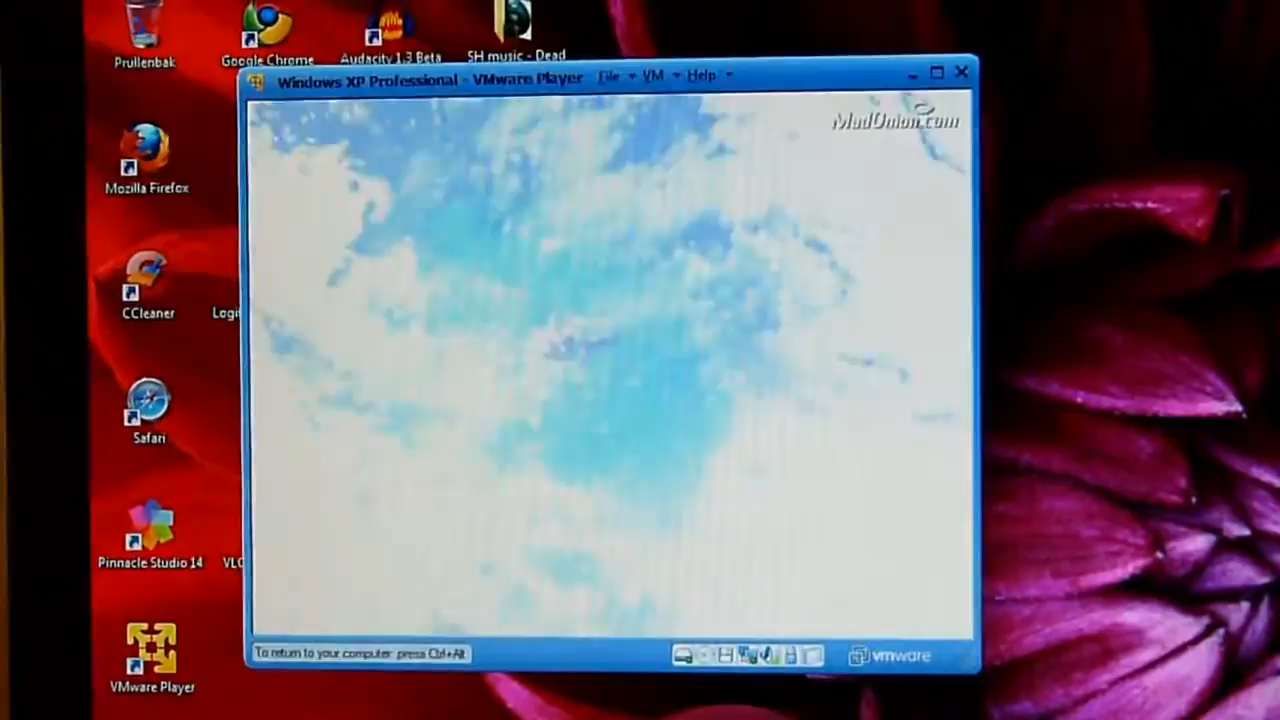 Prullenbak
Google Chrome
Audacity 1.3 Beta
SH music - Dead
Windows XP Professional - VMware Player File VM Help
MadOnion.com
Mozilla Firefox
CCleaner
Logit
Safari
Pinnacle Studio 14
VLC
To return to your computer press Ctrl+Alt
vmware
VMware Player